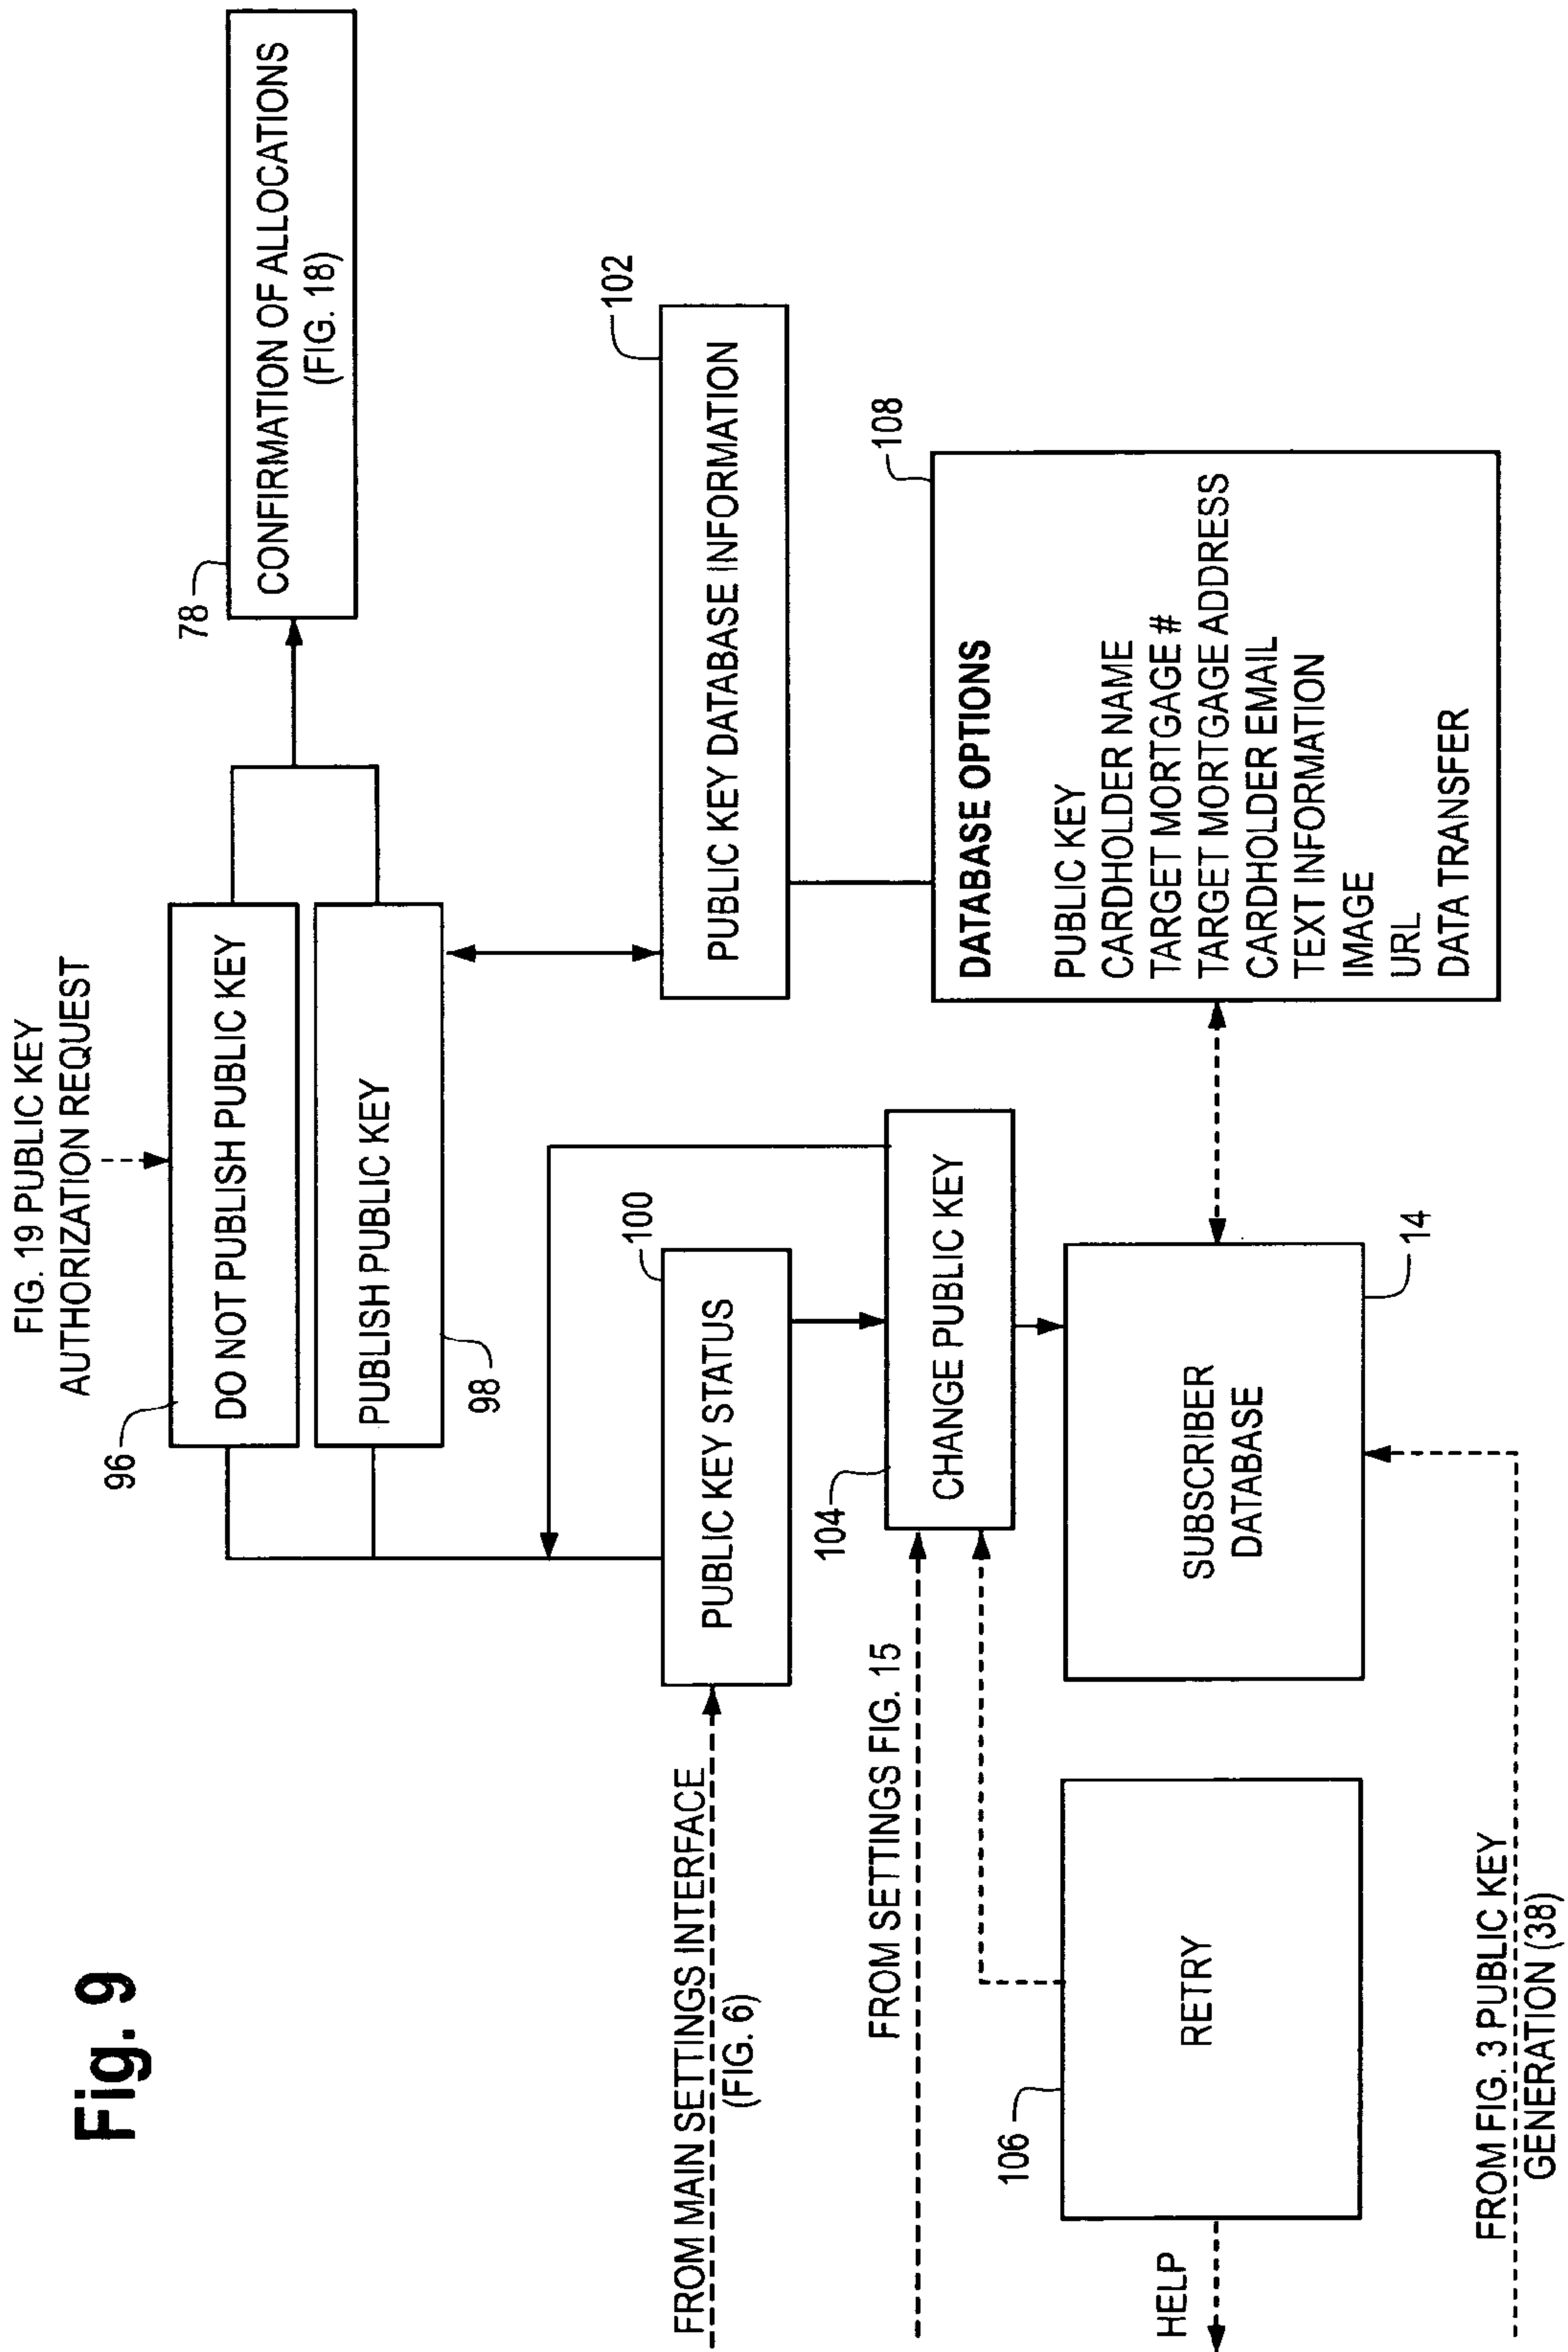 Fig. 9
FIG. 19 PUBLIC KEY
AUTHORIZATION REQUEST
96
DO NOT PUBLISH PUBLIC KEY
PUBLISH PUBLIC KEY
98
78
CONFIRMATION OF ALLOCATIONS
(FIG. 18)
FROM MAIN SETTINGS INTERFACE
(FIG. 6)
100
PUBLIC KEY STATUS
102
PUBLIC KEY DATABASE INFORMATION
FROM SETTINGS FIG. 15
104
CHANGE PUBLIC KEY
108
DATABASE OPTIONS
PUBLIC KEY
CARDHOLDER NAME
TARGET MORTGAGE #
TARGET MORTGAGE ADDRESS
CARDHOLDER EMAIL
TEXT INFORMATION
IMAGE
URL
DATA TRANSFER
HELP
106
RETRY
SUBSCRIBER
DATABASE
14
FROM FIG. 3 PUBLIC KEY
GENERATION (38)